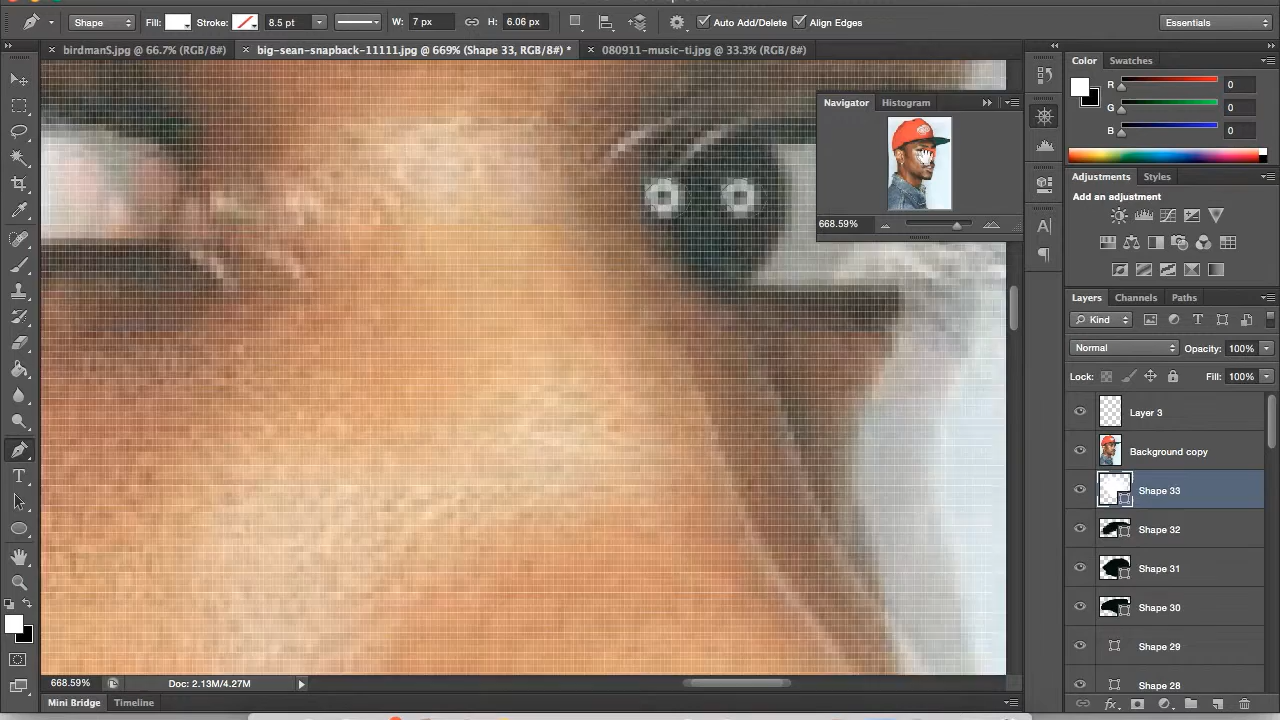 Shape Fill: Stroke: 8.5 pt W: 7 px H: 6.06 px Auto Add/Delete Align Edges Essentials
birdmanS.jpg @ 66.7% (RGB/8#) big-sean-snapback-11111.jpg @ 669% (Shape 33, RGB/8#) * 080911-music-ti.jpg @ 33.3% (RGB/8#)
Navigator Histogram
668.59%
Color Swatches
R 0
G 0
B 0
Adjustments Styles
Add an adjustment
Layers Channels Paths
Kind
Normal Opacity: 100%
Lock: Fill: 100%
Layer 3
Background copy
Shape 33
Shape 32
Shape 31
Shape 30
Shape 29
Shape 28
668.59% Doc: 2.13M/4.27M
Mini Bridge Timeline